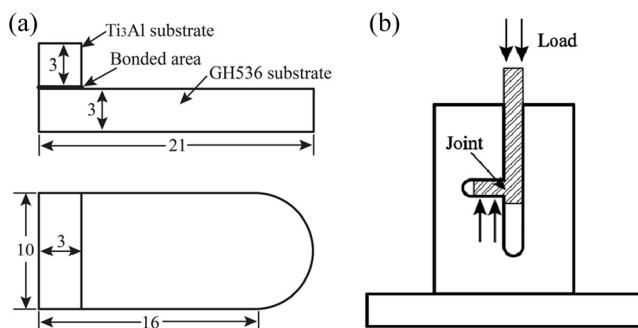 (a)
Ti₃Al substrate
Bonded area
GH536 substrate
3
3
21
10
3
16
(b)
Load
Joint